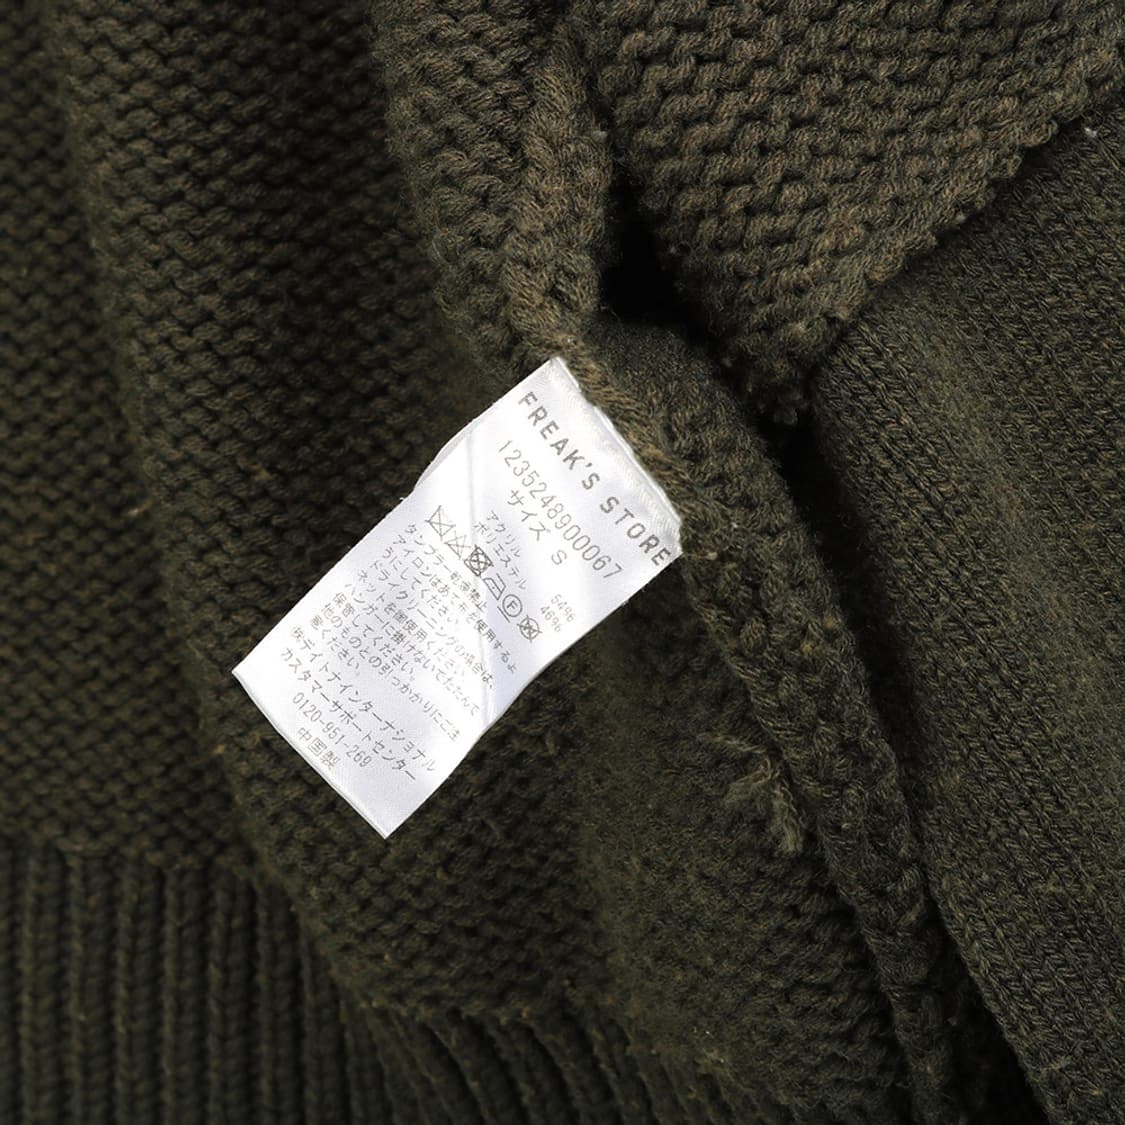 FREAK'S STORE
1235248900067
サイズ S
アクリル 54%
ポリエステル 46%
F
タンブラー乾燥禁止
アイロンはあて布を使用するよ
うにしてください。
ドライクリーニングの場合は、
ネットを御使用ください。
ハンガーに掛けないでたたんで
保管してください。
他のものとの引っかかりにご注
意ください。
㈱デイトナインターナショナル
カスタマーサポートセンター
0120-951-269
中国製